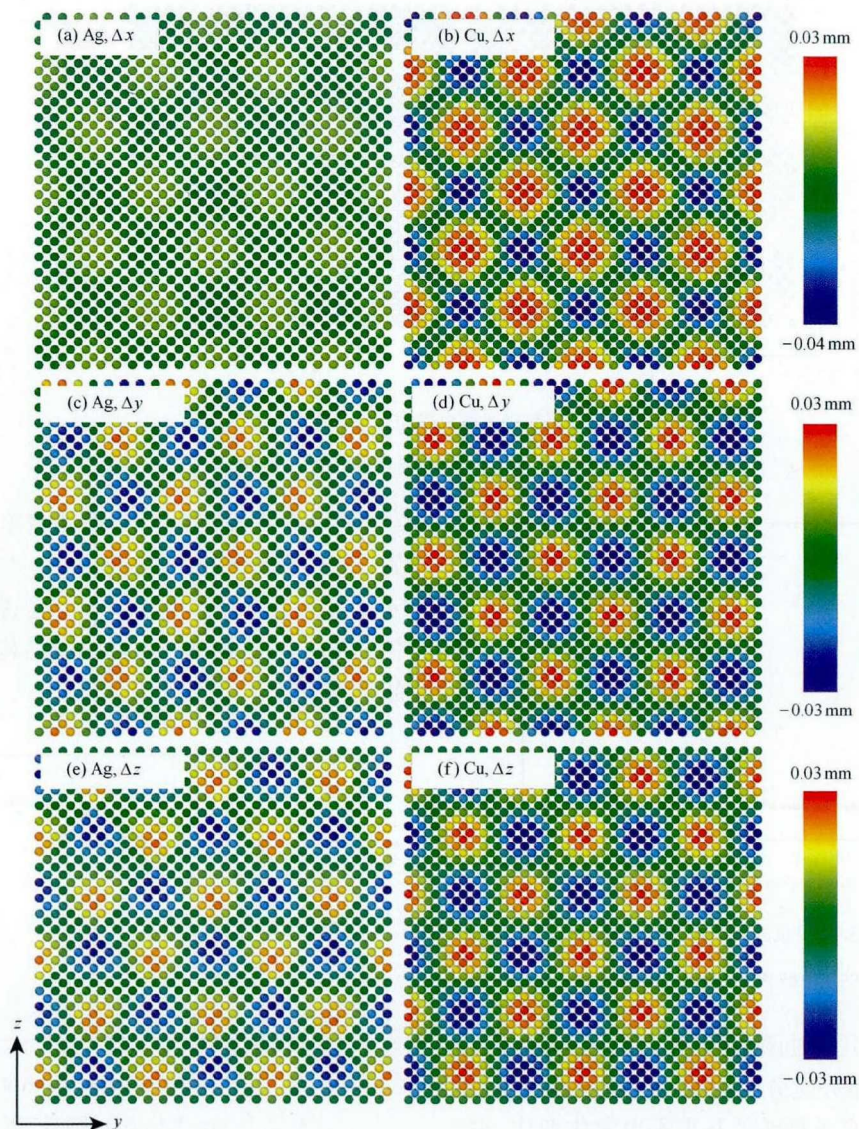 (a) Ag, Δx
(b) Cu, Δx
0.03 mm
−0.04 mm
(c) Ag, Δy
(d) Cu, Δy
0.03 mm
−0.03 mm
(e) Ag, Δz
(f) Cu, Δz
0.03 mm
−0.03 mm
z
y